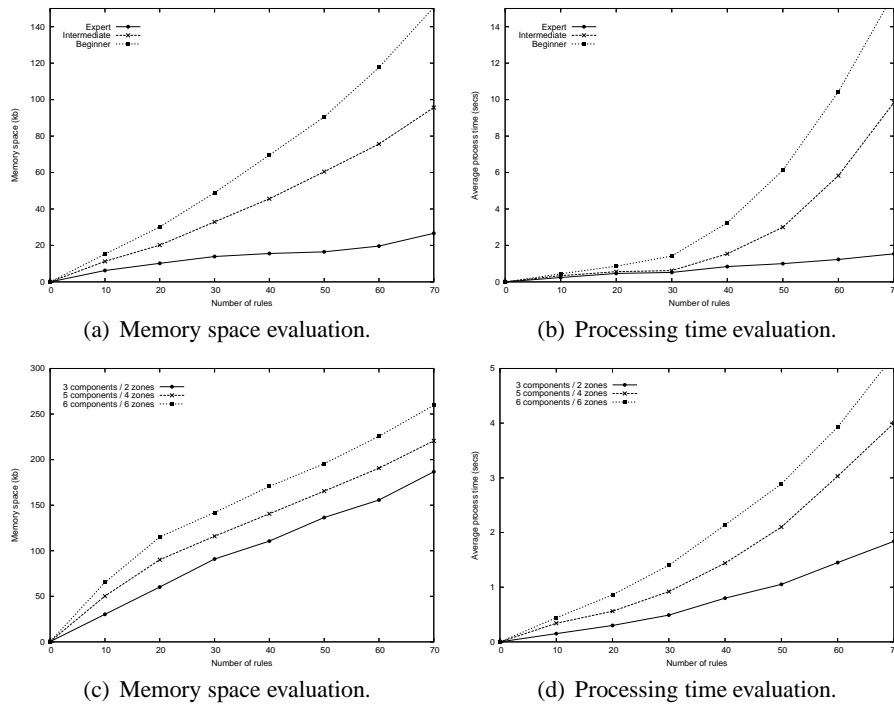 Expert
Intermediate
Beginner
Memory space (kb)
140
120
100
80
60
40
20
0
0 10 20 30 40 50 60 70
Number of rules
(a) Memory space evaluation.
Expert
Intermediate
Beginner
Average process time (secs)
14
12
10
8
6
4
2
0
0 10 20 30 40 50 60 70
Number of rules
(b) Processing time evaluation.
3 components / 2 zones
5 components / 4 zones
6 components / 6 zones
Memory space (kb)
300
250
200
150
100
50
0
0 10 20 30 40 50 60 70
Number of rules
(c) Memory space evaluation.
3 components / 2 zones
5 components / 4 zones
6 components / 6 zones
Average process time (secs)
5
4
3
2
1
0
0 10 20 30 40 50 60 7
Number of rules
(d) Processing time evaluation.